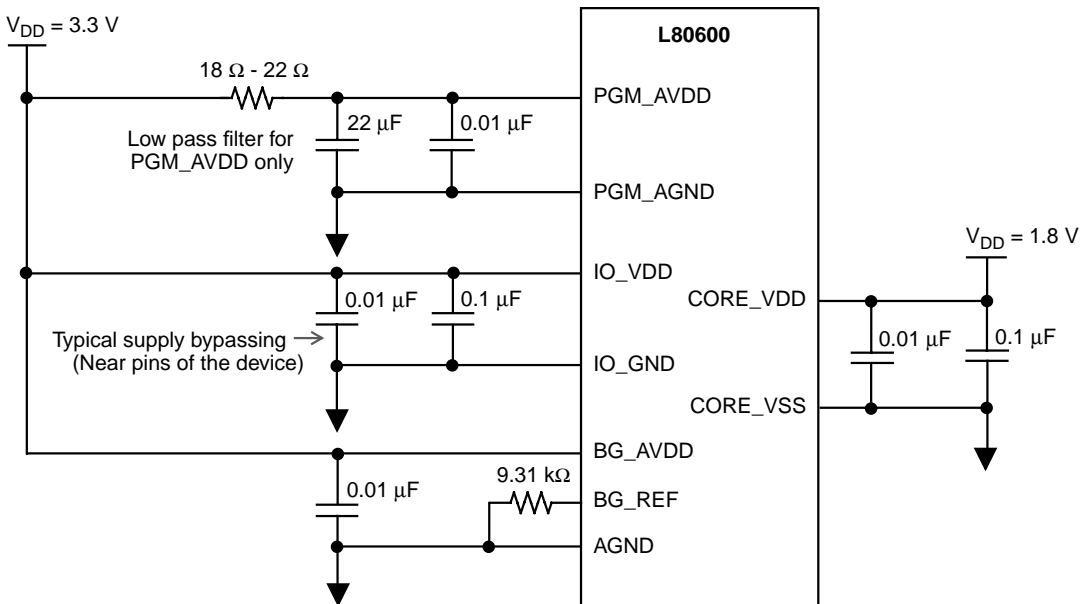 V_DD = 3.3 V
L80600
18 Ω - 22 Ω
PGM_AVDD
22 μF
0.01 μF
Low pass filter for
PGM_AVDD only
PGM_AGND
V_DD = 1.8 V
IO_VDD
CORE_VDD
0.01 μF
0.1 μF
Typical supply bypassing
(Near pins of the device)
0.01 μF
0.1 μF
IO_GND
CORE_VSS
BG_AVDD
9.31 kΩ
0.01 μF
BG_REF
AGND